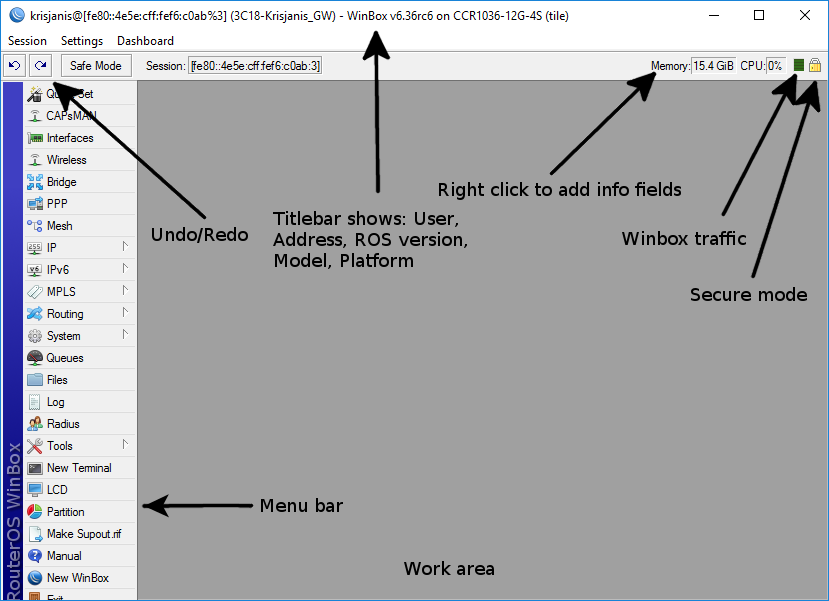 krisjanis@[fe80::4e5e:cff:fef6:c0ab%3] (3C18-Krisjanis_GW) - WinBox v6.36rc6 on CCR1036-12G-4S (tile)
Session Settings Dashboard
Safe Mode Session: [fe80::4e5e:cff:fef6:c0ab:3] Memory: 15.4 GiB CPU: 0%
Quick Set
CAPsMAN
Interfaces
Wireless
Bridge
PPP
Mesh
IP
IPv6
MPLS
Routing
System
Queues
Files
Log
Radius
Tools
New Terminal
LCD
Partition
Make Supout.rif
Manual
New WinBox
Exit
RouterOS WinBox
Undo/Redo
Titlebar shows: User,
Address, ROS version,
Model, Platform
Right click to add info fields
Winbox traffic
Secure mode
Menu bar
Work area